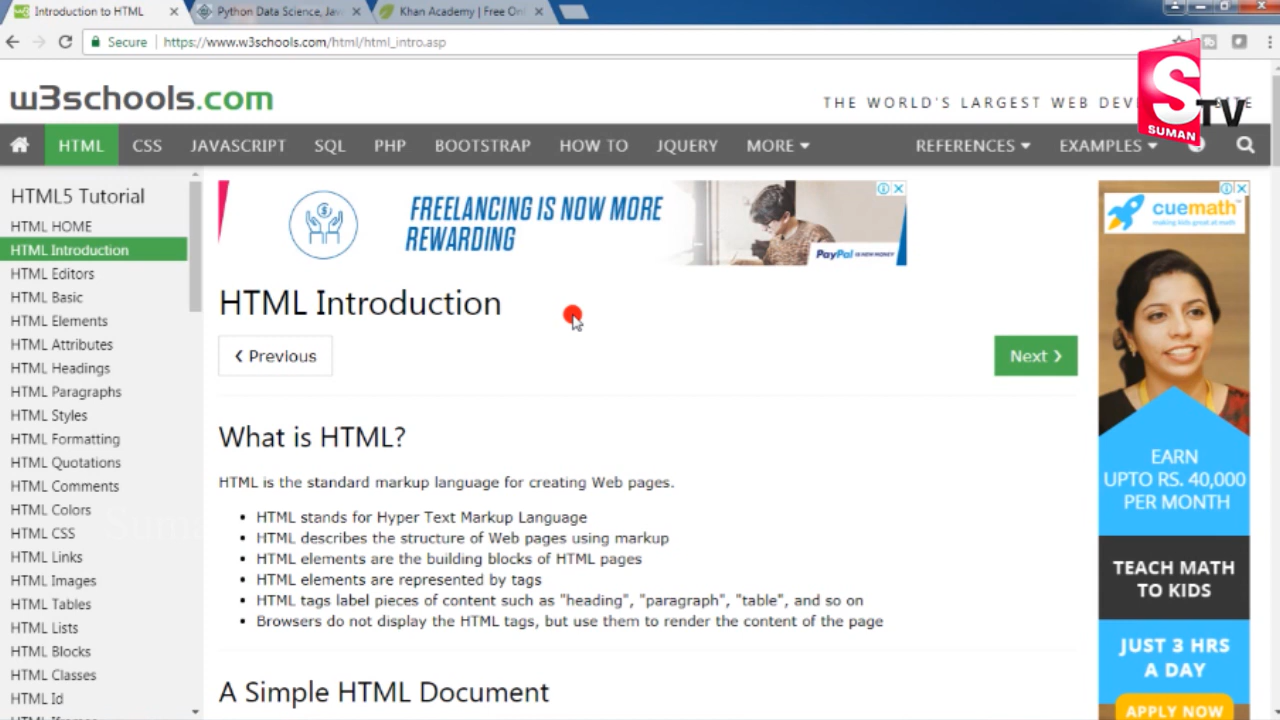 Introduction to HTML
Python Data Science, Jav
Khan Academy | Free Onl
Secure
https://www.w3schools.com/html/html_intro.asp
w3schools.com
THE WORLD'S LARGEST WEB
S
SUMAN
TV
HTML CSS JAVASCRIPT SQL PHP BOOTSTRAP HOW TO JQUERY MORE REFERENCES EXAMPLES
HTML5 Tutorial
HTML HOME
HTML Introduction
HTML Editors
HTML Basic
HTML Elements
HTML Attributes
HTML Headings
HTML Paragraphs
HTML Styles
HTML Formatting
HTML Quotations
HTML Comments
HTML Colors
HTML CSS
HTML Links
HTML Images
HTML Tables
HTML Lists
HTML Blocks
HTML Classes
HTML Id
FREELANCING IS NOW MORE
REWARDING
PayPal IS NEW MONEY
HTML Introduction
❮ Previous
Next ❯
What is HTML?
HTML is the standard markup language for creating Web pages.
• HTML stands for Hyper Text Markup Language
• HTML describes the structure of Web pages using markup
• HTML elements are the building blocks of HTML pages
• HTML elements are represented by tags
• HTML tags label pieces of content such as "heading", "paragraph", "table", and so on
• Browsers do not display the HTML tags, but use them to render the content of the page
A Simple HTML Document
cuemath
making kids great at math
EARN
UPTO RS. 40,000
PER MONTH
TEACH MATH
TO KIDS
JUST 3 HRS
A DAY
APPLY NOW